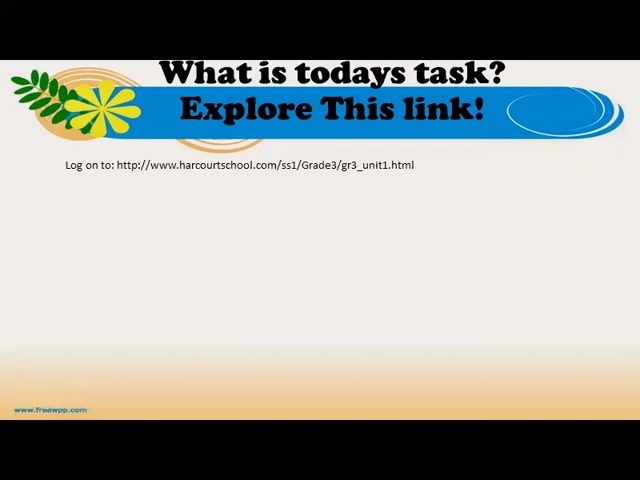 What is todays task?
Explore This link!
Log on to: http://www.harcourtschool.com/ss1/Grade3/gr3_unit1.html
www.freewpp.com